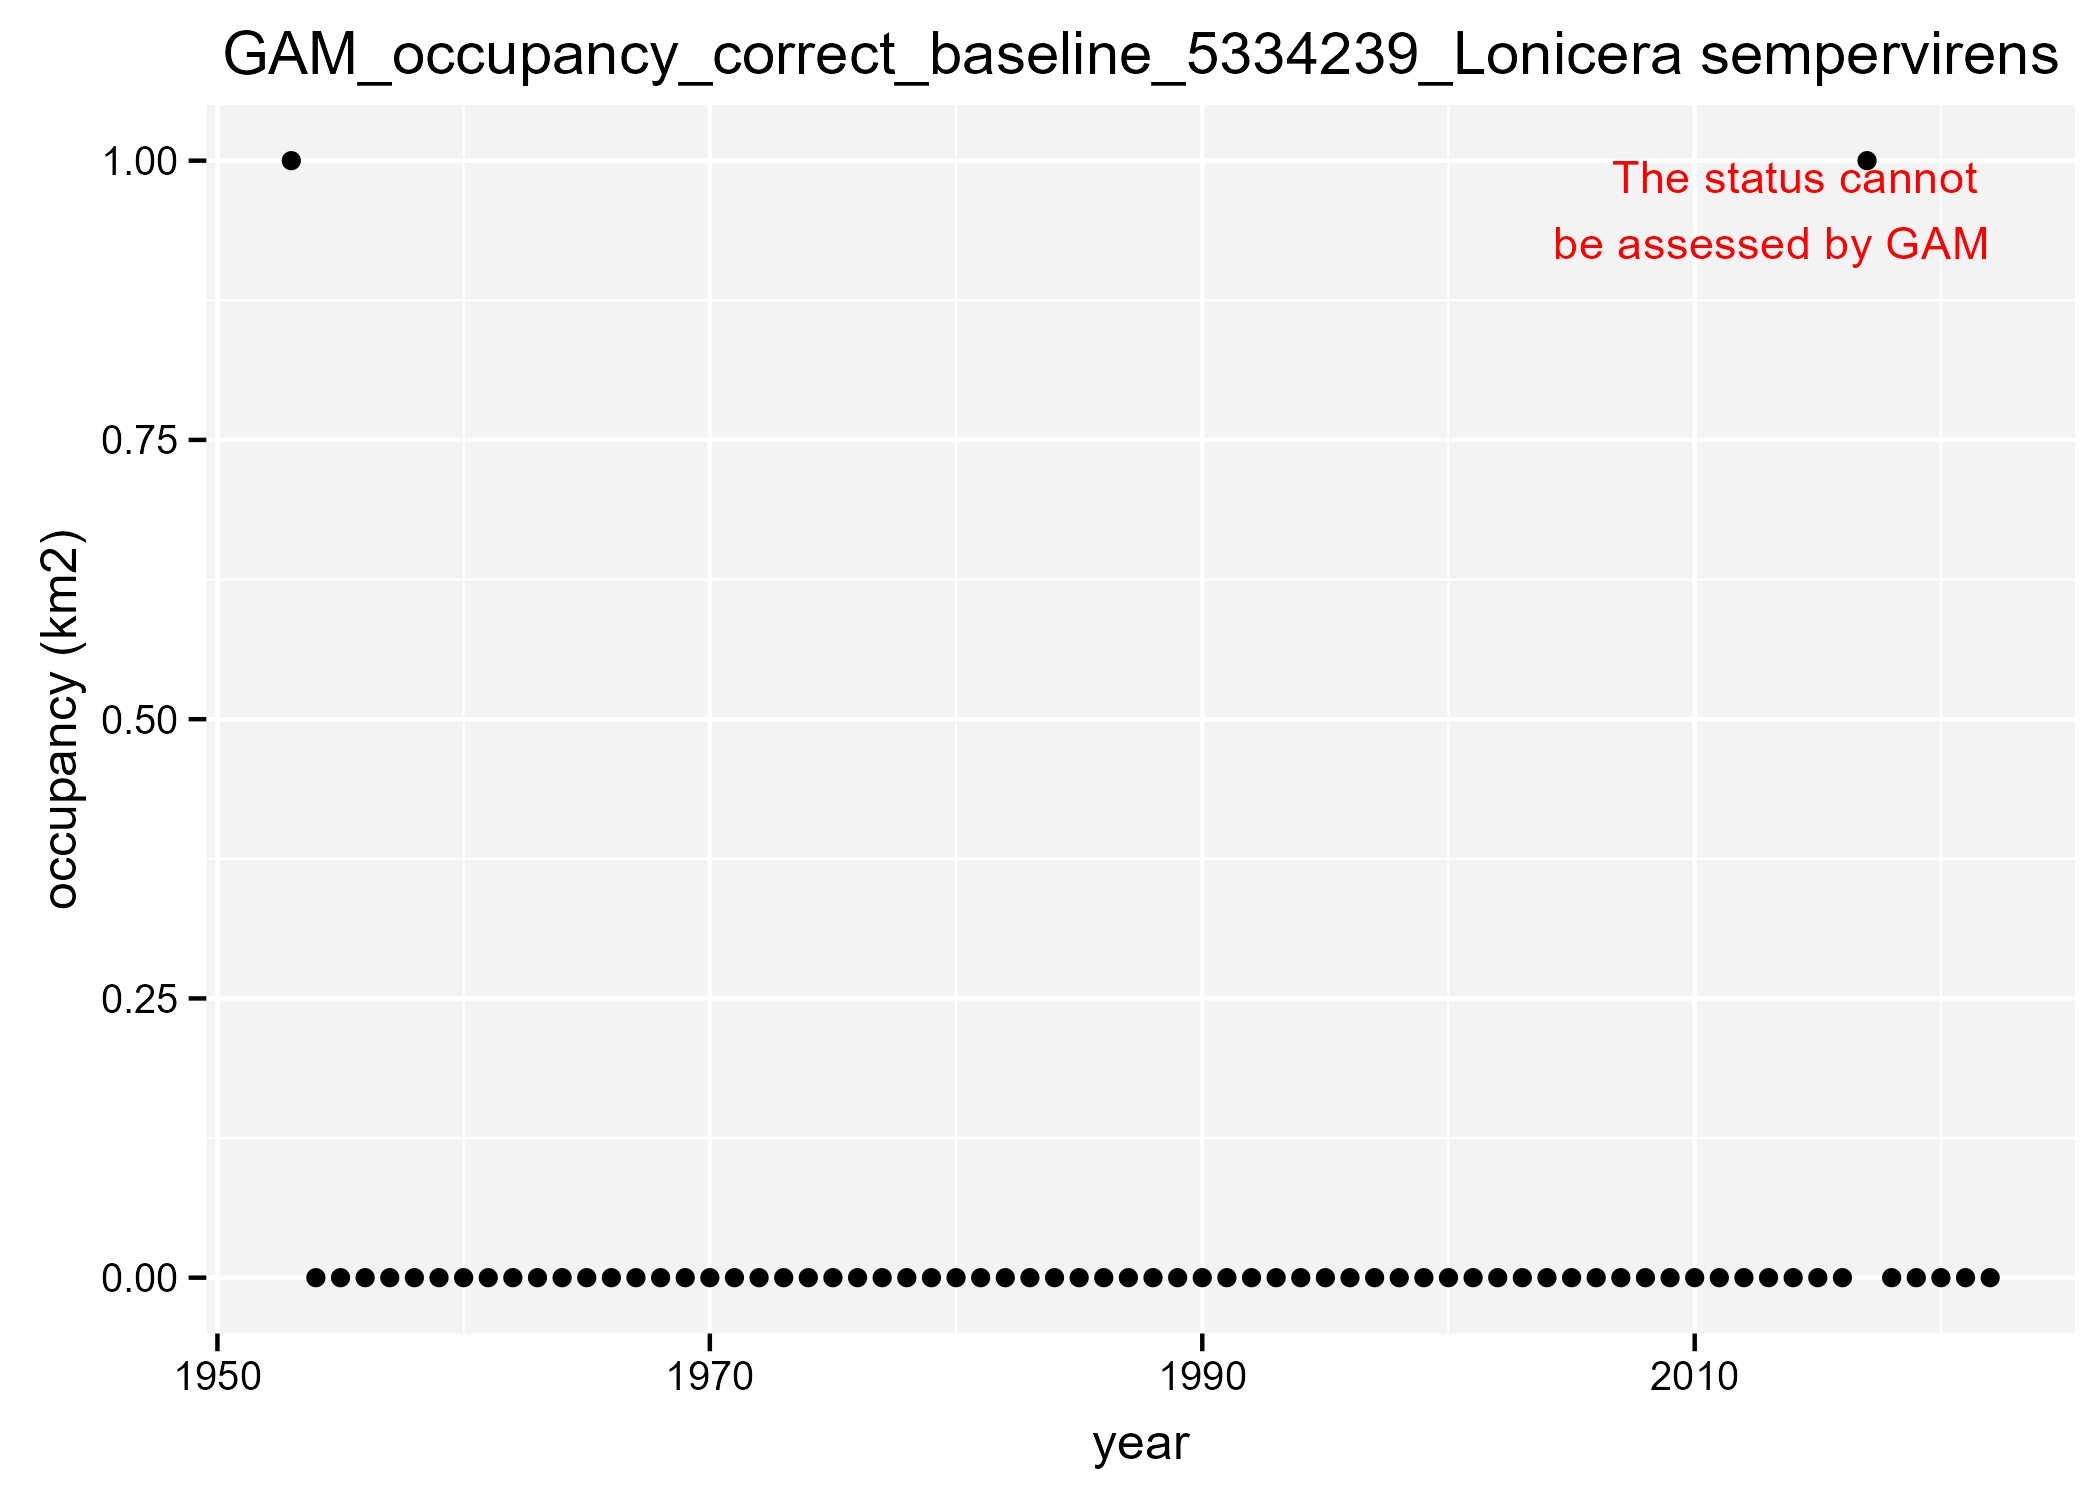 GAM_occupancy_correct_baseline_5334239_Lonicera sempervirens
1.00
The status cannot
be assessed by GAM
0.75
occupancy (km2)
0.50
0.25
0.00
1950
1970
1990
2010
year